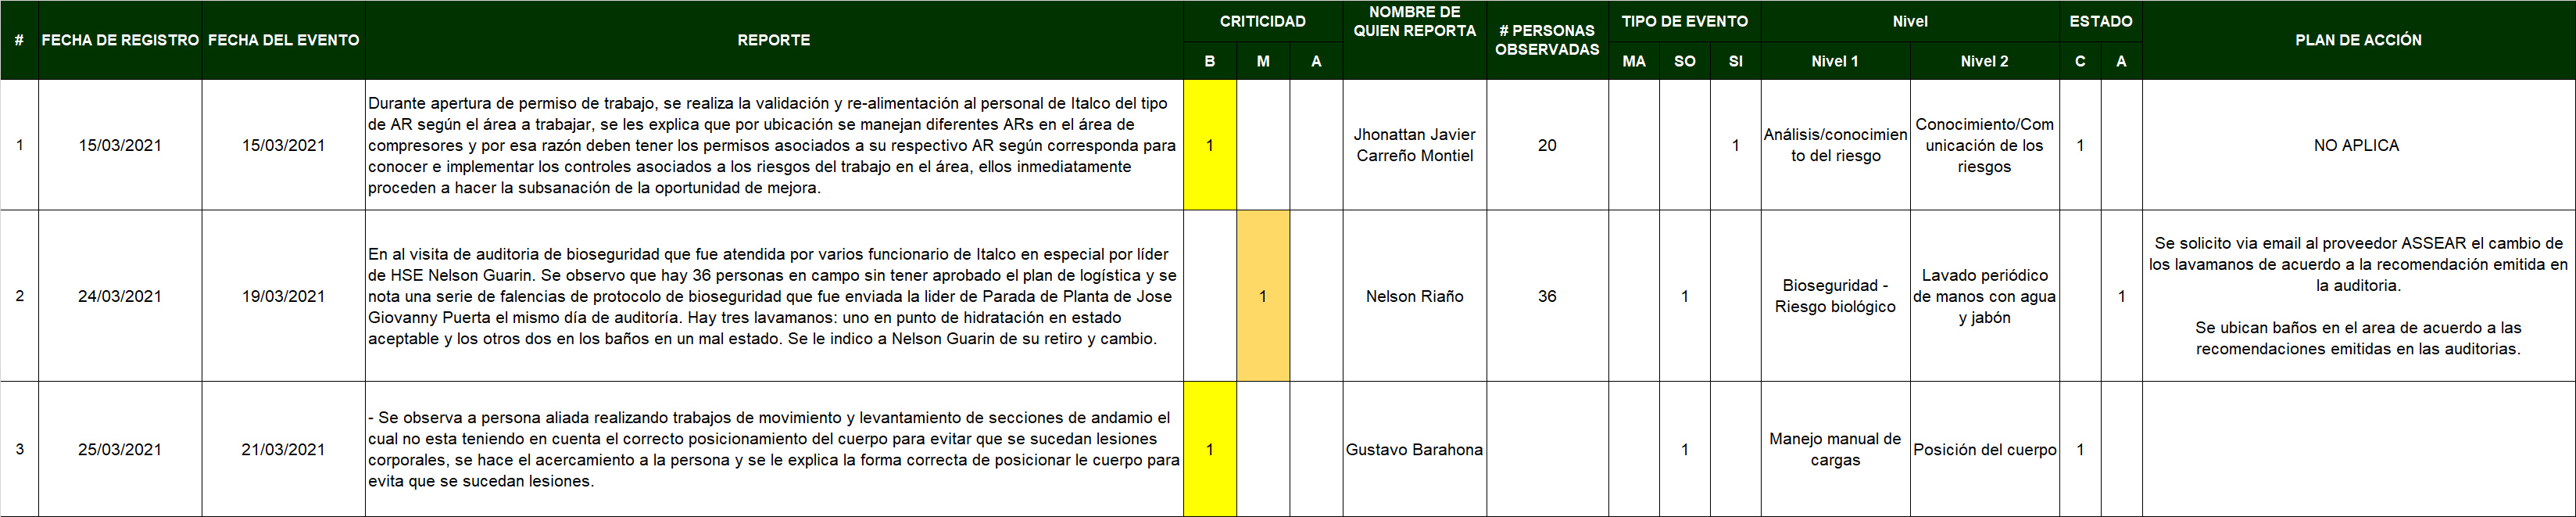 #
FECHA DE REGISTRO
FECHA DEL EVENTO
REPORTE
CRITICIDAD
B
M
A
NOMBRE DE
QUIEN REPORTA
# PERSONAS
OBSERVADAS
TIPO DE EVENTO
MA
SO
SI
Nivel
Nivel 1
Nivel 2
ESTADO
C
A
PLAN DE ACCIÓN
1
15/03/2021
15/03/2021
Durante apertura de permiso de trabajo, se realiza la validación y re-alimentación al personal de Italco del tipo
de AR según el área a trabajar, se les explica que por ubicación se manejan diferentes ARs en el área de
compresores y por esa razón deben tener los permisos asociados a su respectivo AR según corresponda para
conocer e implementar los controles asociados a los riesgos del trabajo en el área, ellos inmediatamente
proceden a hacer la subsanación de la oportunidad de mejora.
1
Jhonattan Javier
Carreño Montiel
20
1
Análisis/conocimien
to del riesgo
Conocimiento/Com
unicación de los
riesgos
1
NO APLICA
2
24/03/2021
19/03/2021
En al visita de auditoria de bioseguridad que fue atendida por varios funcionario de Italco en especial por líder
de HSE Nelson Guarin. Se observo que hay 36 personas en campo sin tener aprobado el plan de logística y se
nota una serie de falencias de protocolo de bioseguridad que fue enviada la lider de Parada de Planta de Jose
Giovanny Puerta el mismo día de auditoría. Hay tres lavamanos: uno en punto de hidratación en estado
aceptable y los otros dos en los baños en un mal estado. Se le indico a Nelson Guarin de su retiro y cambio.
1
Nelson Riaño
36
1
Bioseguridad -
Riesgo biológico
Lavado periódico
de manos con agua
y jabón
1
Se solicito via email al proveedor ASSEAR el cambio de
los lavamanos de acuerdo a la recomendación emitida en
la auditoria.
Se ubican baños en el area de acuerdo a las
recomendaciones emitidas en las auditorias.
3
25/03/2021
21/03/2021
- Se observa a persona aliada realizando trabajos de movimiento y levantamiento de secciones de andamio el
cual no esta teniendo en cuenta el correcto posicionamiento del cuerpo para evitar que se sucedan lesiones
corporales, se hace el acercamiento a la persona y se le explica la forma correcta de posicionar le cuerpo para
evita que se sucedan lesiones.
1
Gustavo Barahona
1
Manejo manual de
cargas
Posición del cuerpo
1